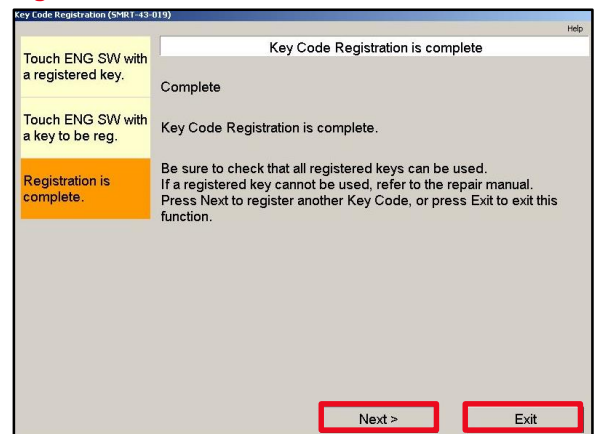 Key Code Registration (SMRT-43-019)
Help
Touch ENG SW with
a registered key.
Touch ENG SW with
a key to be reg.
Registration is
complete.
Key Code Registration is complete
Complete
Key Code Registration is complete.
Be sure to check that all registered keys can be used.
If a registered key cannot be used, refer to the repair manual.
Press Next to register another Key Code, or press Exit to exit this
function.
Next >
Exit